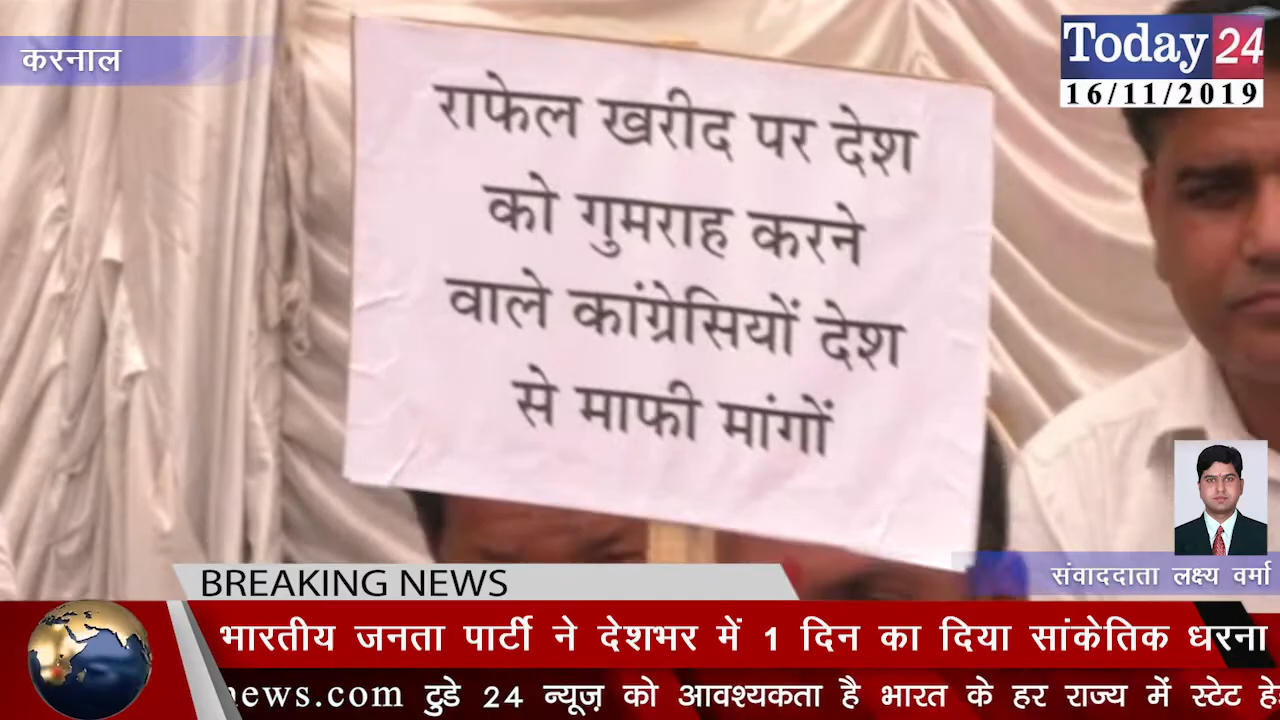 करनाल
Today 24
16/11/2019
राफेल खरीद पर देश
को गुमराह करने
वाले कांग्रेसियों देश
से माफी मांगों
संवाददाता लक्ष्य वर्मा
BREAKING NEWS
भारतीय जनता पार्टी ने देशभर में 1 दिन का दिया सांकेतिक धरना
news.com टुडे 24 न्यूज़ को आवश्यकता है भारत के हर राज्य में स्टेट